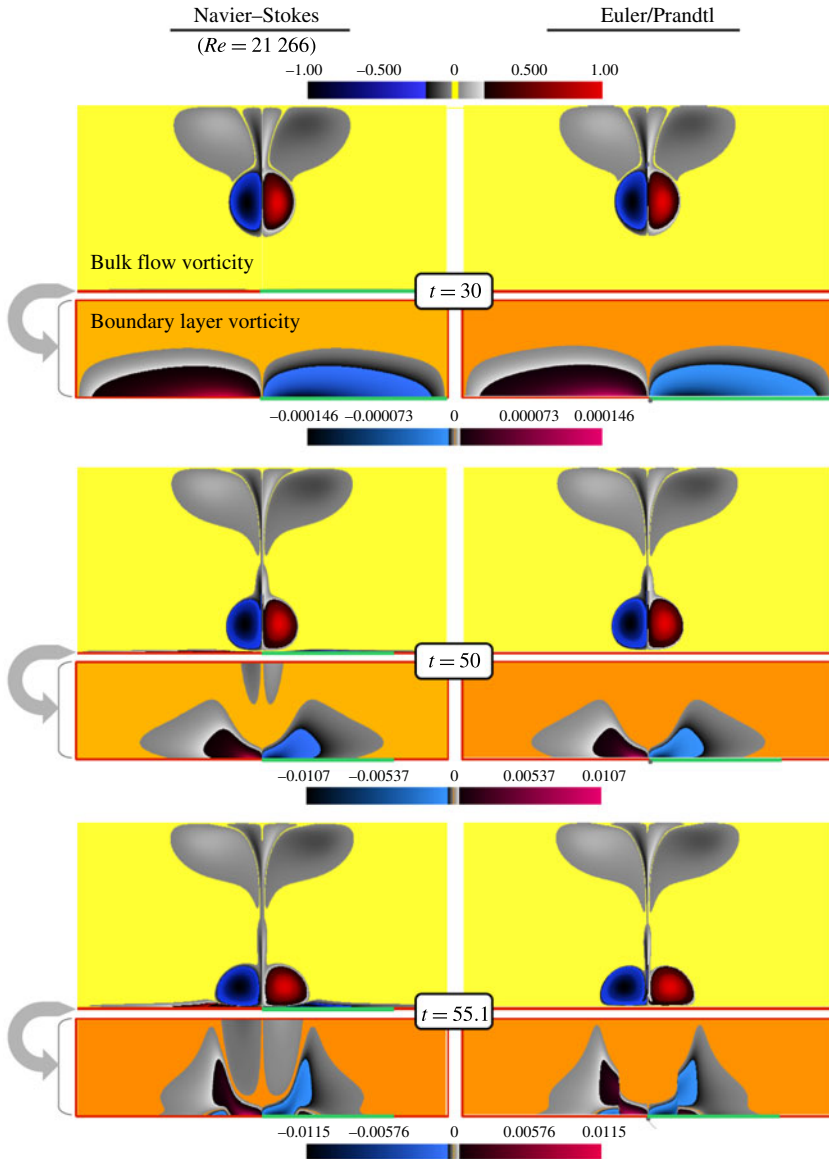 Navier–Stokes
Euler/Prandtl
(Re = 21 266)
–1.00 –0.500 0 0.500 1.00
Bulk flow vorticity
t = 30
Boundary layer vorticity
–0.000146 –0.000073 0 0.000073 0.000146
t = 50
–0.0107 –0.00537 0 0.00537 0.0107
t = 55.1
–0.0115 –0.00576 0 0.00576 0.0115